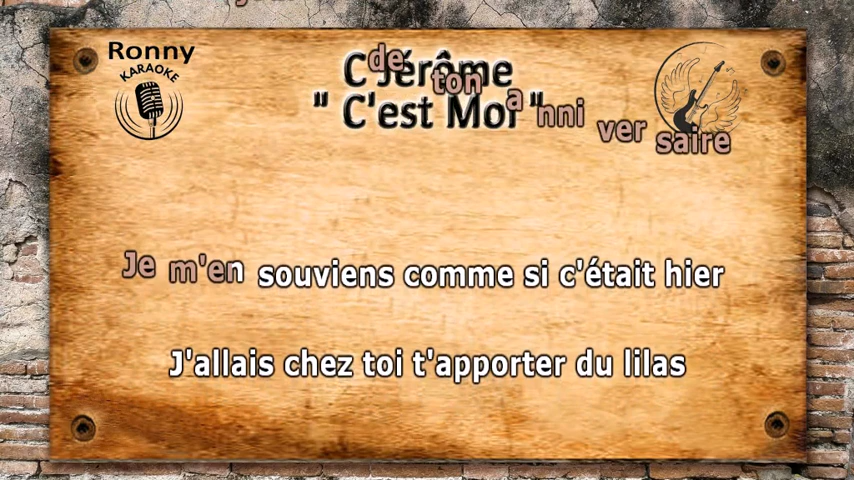 Ronny
KARAOKE
C Jérôme
" C'est Moi "
de ton a nni ver saire
Je m'en souviens comme si c'était hier
J'allais chez toi t'apporter du lilas